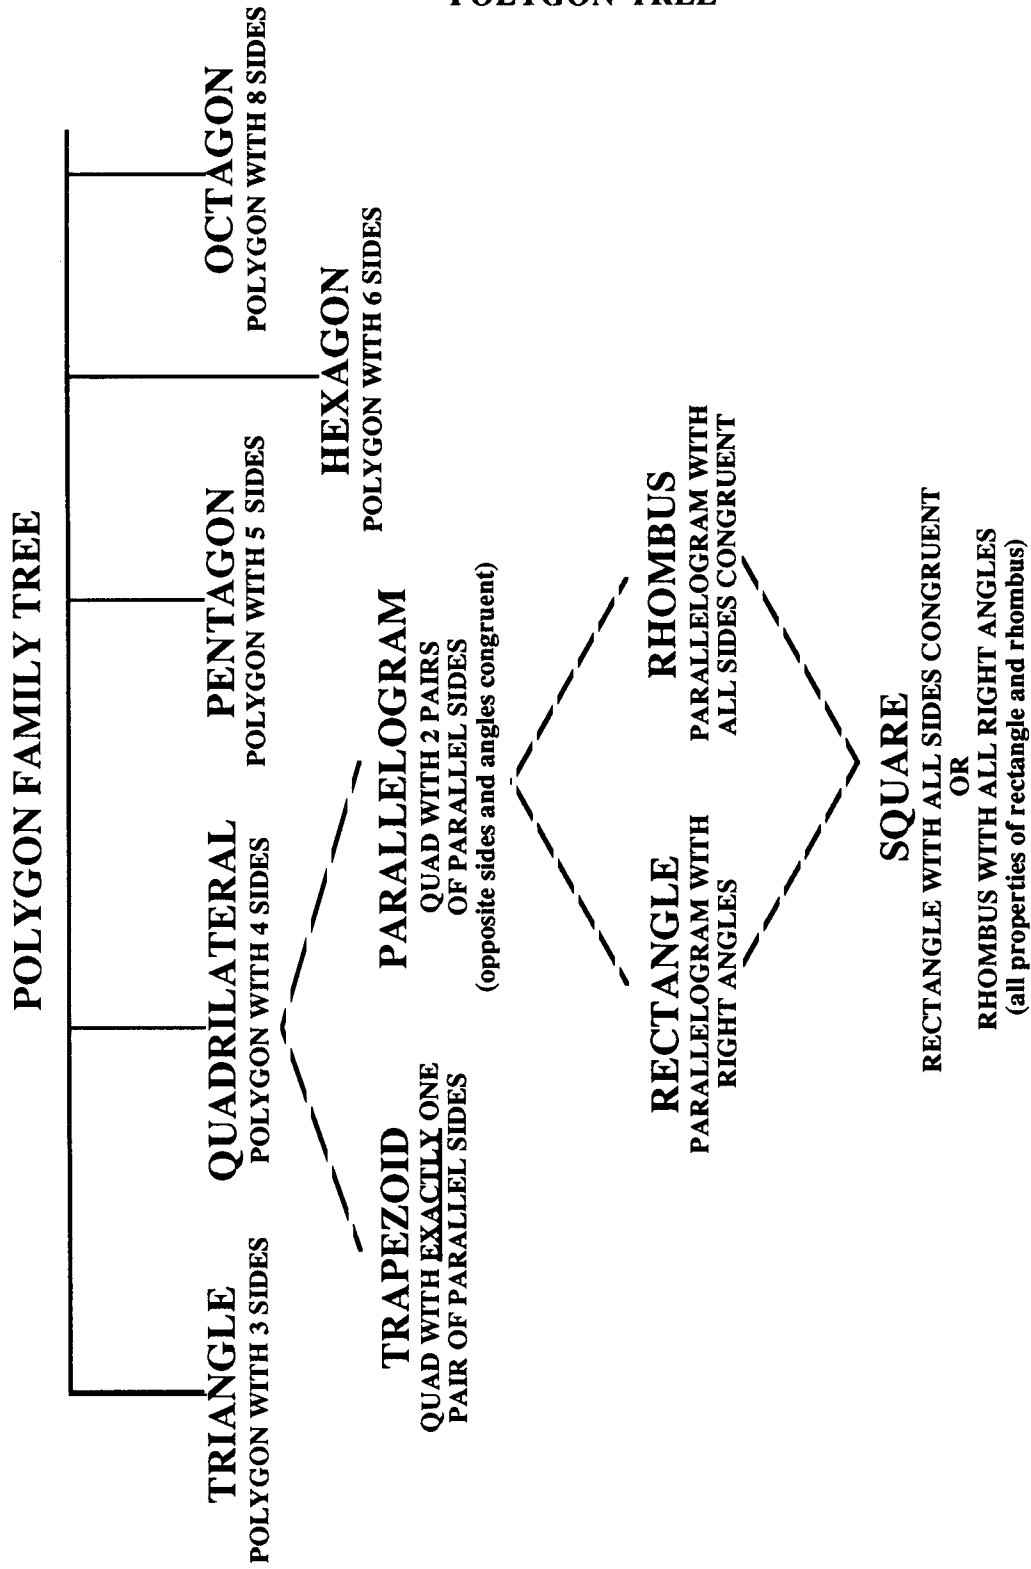 POLYGON TREE
POLYGON FAMILY TREE
TRIANGLE
POLYGON WITH 3 SIDES
QUADRILATERAL
POLYGON WITH 4 SIDES
PENTAGON
POLYGON WITH 5 SIDES
HEXAGON
POLYGON WITH 6 SIDES
OCTAGON
POLYGON WITH 8 SIDES
TRAPEZOID
QUAD WITH EXACTLY ONE
PAIR OF PARALLEL SIDES
PARALLELOGRAM
QUAD WITH 2 PAIRS
OF PARALLEL SIDES
(opposite sides and angles congruent)
RECTANGLE
PARALLELOGRAM WITH
RIGHT ANGLES
RHOMBUS
PARALLELOGRAM WITH
ALL SIDES CONGRUENT
SQUARE
RECTANGLE WITH ALL SIDES CONGRUENT
OR
RHOMBUS WITH ALL RIGHT ANGLES
(all properties of rectangle and rhombus)